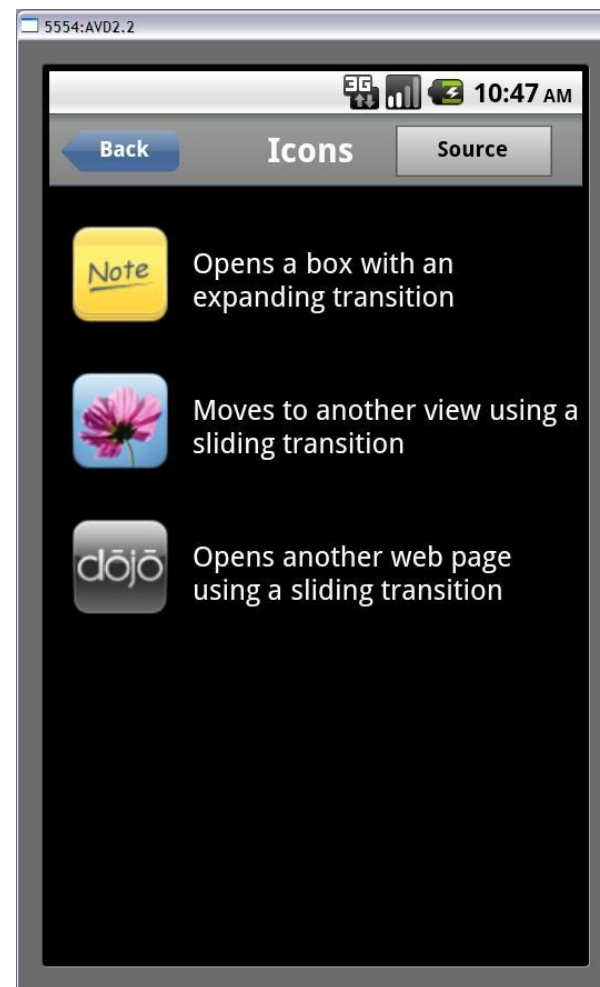 5554:AVD2.2
3G 10:47 AM
Back Icons Source
Note
Opens a box with an
expanding transition
Moves to another view using a
sliding transition
dōjō
Opens another web page
using a sliding transition